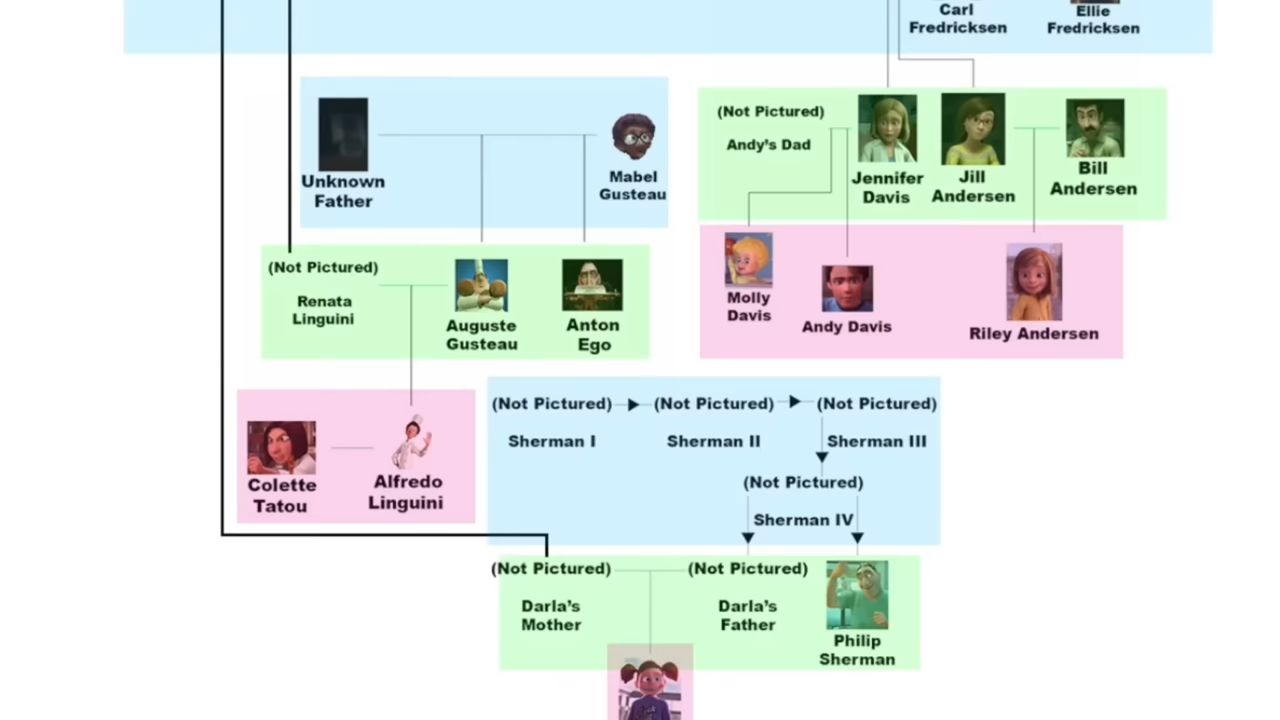 Carl
Fredricksen
Ellie
Fredricksen
Unknown
Father
Mabel
Gusteau
(Not Pictured)
Andy's Dad
Jennifer
Davis
Jill
Andersen
Bill
Andersen
(Not Pictured)
Renata
Linguini
Auguste
Gusteau
Anton
Ego
Molly
Davis
Andy Davis
Riley Andersen
Colette
Tatou
Alfredo
Linguini
(Not Pictured)
Sherman I
(Not Pictured)
Sherman II
(Not Pictured)
Sherman III
(Not Pictured)
Sherman IV
(Not Pictured)
Darla's
Mother
(Not Pictured)
Darla's
Father
Philip
Sherman